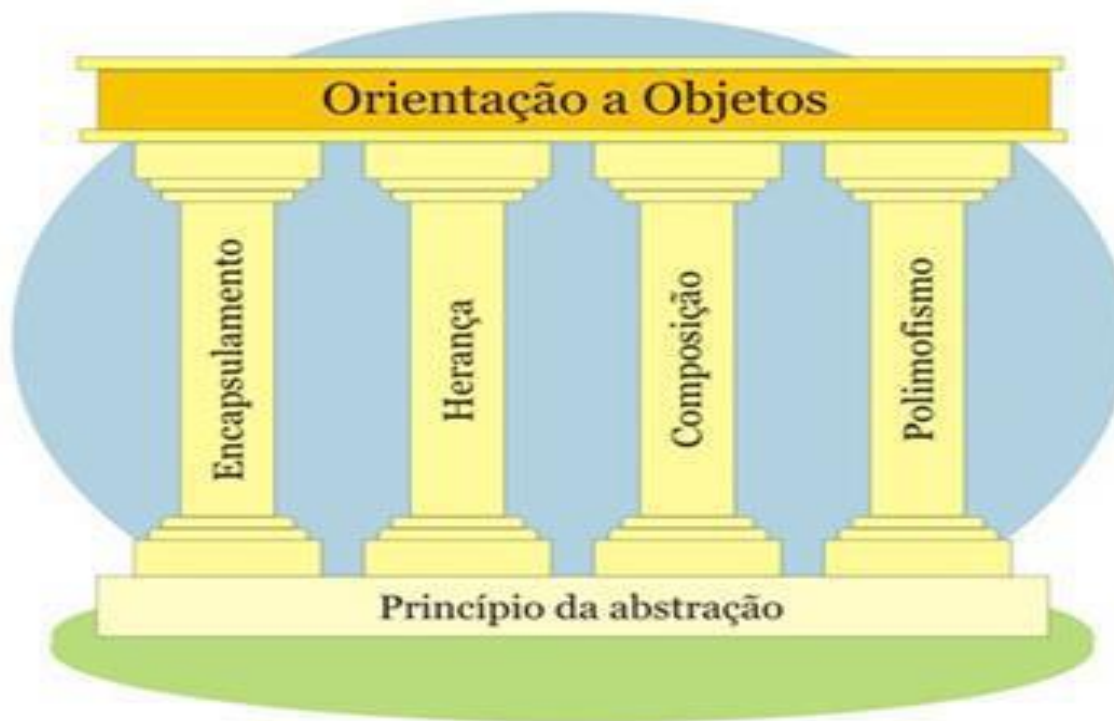 Orientação a Objetos
Encapsulamento
Herança
Composição
Polimofismo
Princípio da abstração